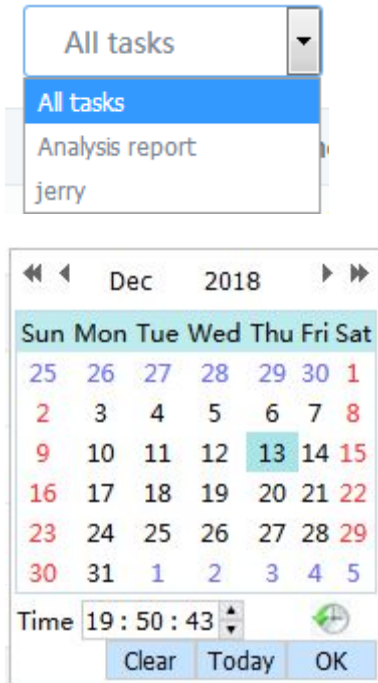 All tasks
All tasks
Analysis report
jerry
Dec 2018
Sun Mon Tue Wed Thu Fri Sat
25 26 27 28 29 30 1
2 3 4 5 6 7 8
9 10 11 12 13 14 15
16 17 18 19 20 21 22
23 24 25 26 27 28 29
30 31 1 2 3 4 5
Time 19 : 50 : 43
Clear Today OK